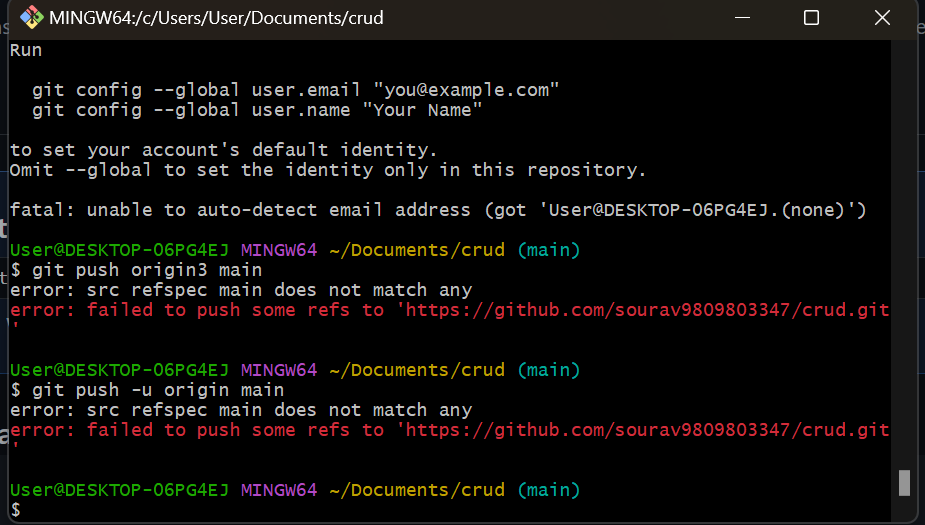 MINGW64:/c/Users/User/Documents/crud
Run
git config --global user.email "you@example.com"
git config --global user.name "Your Name"
to set your account's default identity.
Omit --global to set the identity only in this repository.
fatal: unable to auto-detect email address (got 'User@DESKTOP-06PG4EJ.(none)')
User@DESKTOP-06PG4EJ MINGW64 ~/Documents/crud (main)
$ git push origin3 main
error: src refspec main does not match any
error: failed to push some refs to 'https://github.com/sourav9809803347/crud.git
'
User@DESKTOP-06PG4EJ MINGW64 ~/Documents/crud (main)
$ git push -u origin main
error: src refspec main does not match any
error: failed to push some refs to 'https://github.com/sourav9809803347/crud.git
'
User@DESKTOP-06PG4EJ MINGW64 ~/Documents/crud (main)
$